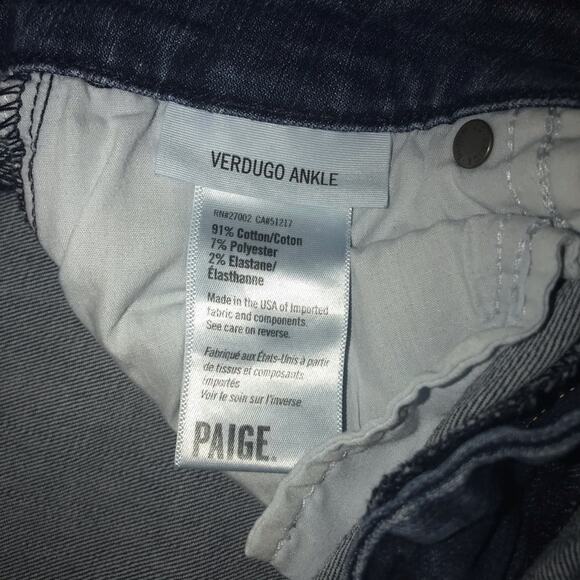 VERDUGO ANKLE
RN#27002 CA#51217
91% Cotton/Coton
7% Polyester
2% Elastane/
Élasthanne
Made in the USA of Imported
fabric and components.
See care on reverse.
Fabriqué aux États-Unis à partir
de tissus et composants
importés
Voir le soin sur l'inverse
PAIGE.